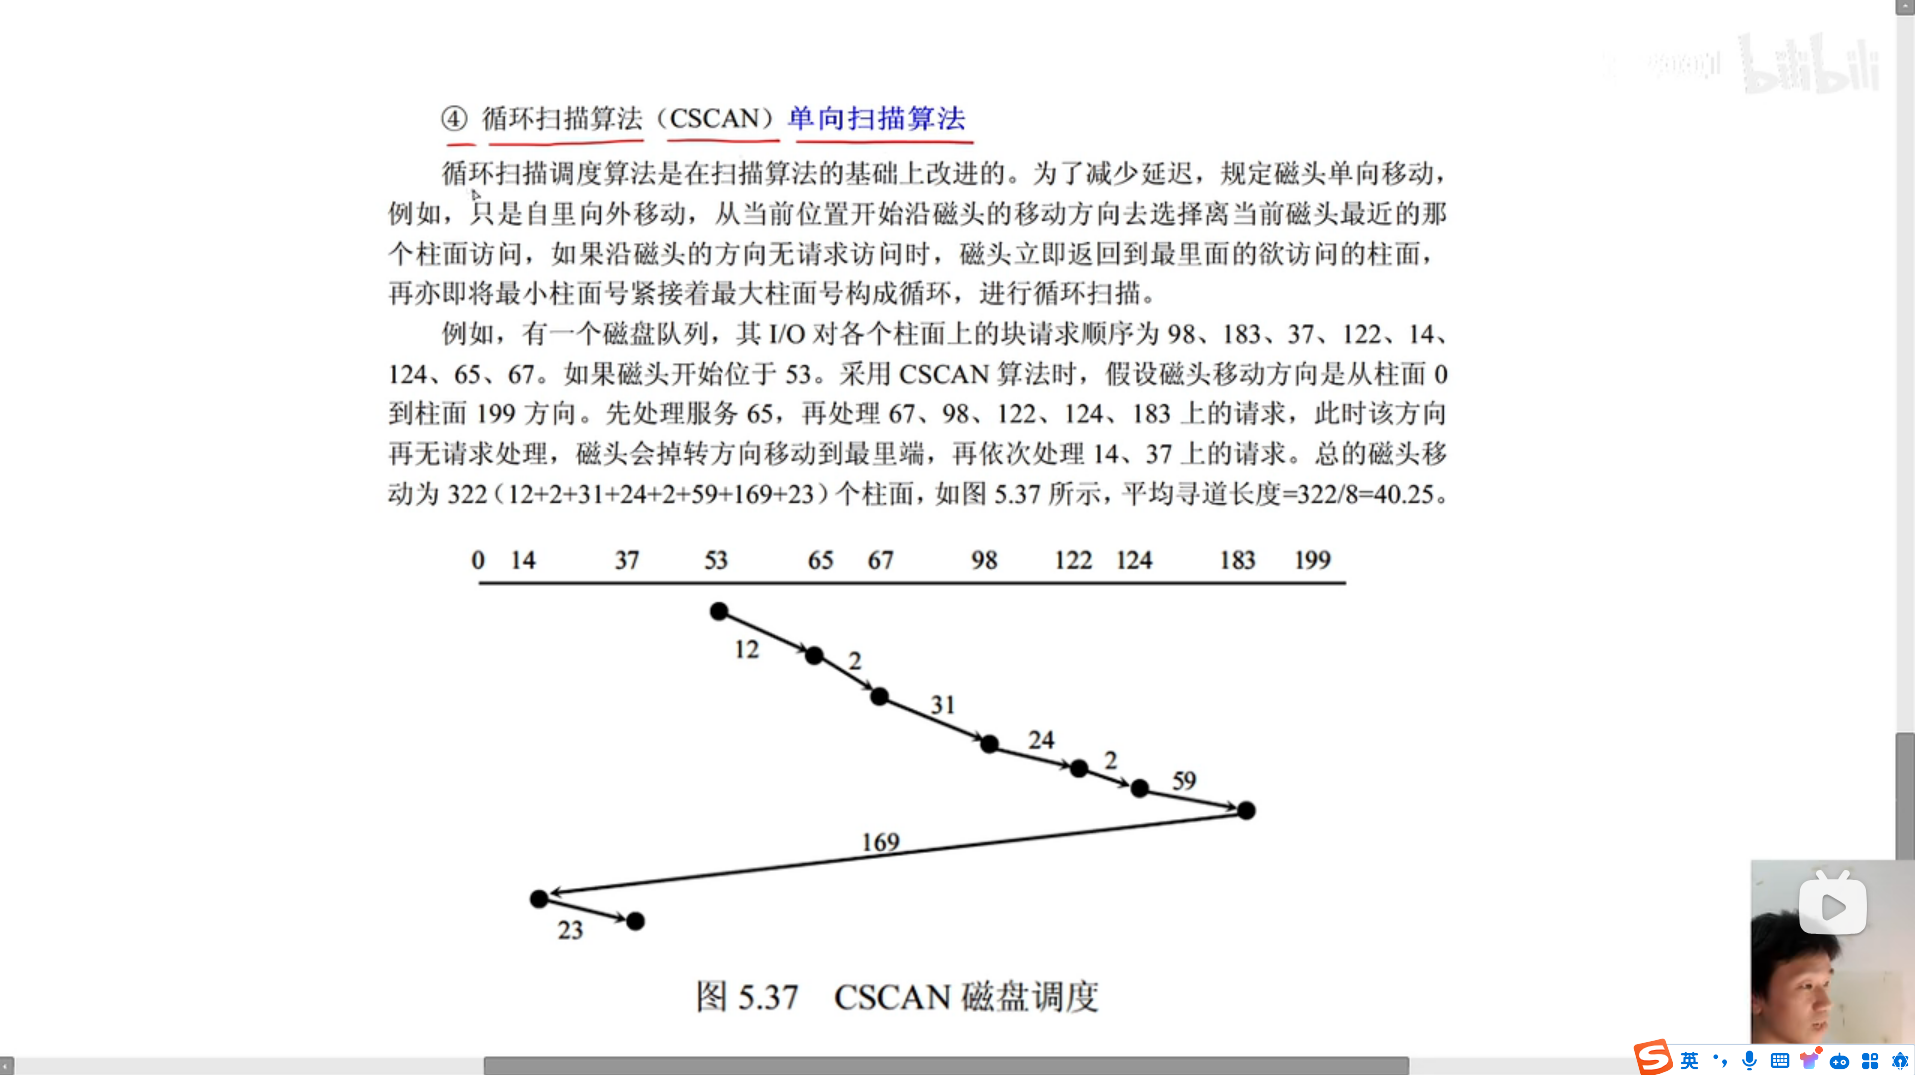 bilibili
④ 循环扫描算法（CSCAN）单向扫描算法
循环扫描调度算法是在扫描算法的基础上改进的。为了减少延迟，规定磁头单向移动，
例如，只是自里向外移动，从当前位置开始沿磁头的移动方向去选择离当前磁头最近的那
个柱面访问，如果沿磁头的方向无请求访问时，磁头立即返回到最里面的欲访问的柱面，
再亦即将最小柱面号紧接着最大柱面号构成循环，进行循环扫描。
例如，有一个磁盘队列，其 I/O 对各个柱面上的块请求顺序为 98、183、37、122、14、
124、65、67。如果磁头开始位于 53。采用 CSCAN 算法时，假设磁头移动方向是从柱面 0
到柱面 199 方向。先处理服务 65，再处理 67、98、122、124、183 上的请求，此时该方向
再无请求处理，磁头会掉转方向移动到最里端，再依次处理 14、37 上的请求。总的磁头移
动为 322（12+2+31+24+2+59+169+23）个柱面，如图 5.37 所示，平均寻道长度=322/8=40.25。
0 14 37 53 65 67 98 122 124 183 199
12
2
31
24
2
59
169
23
图 5.37 CSCAN 磁盘调度
英